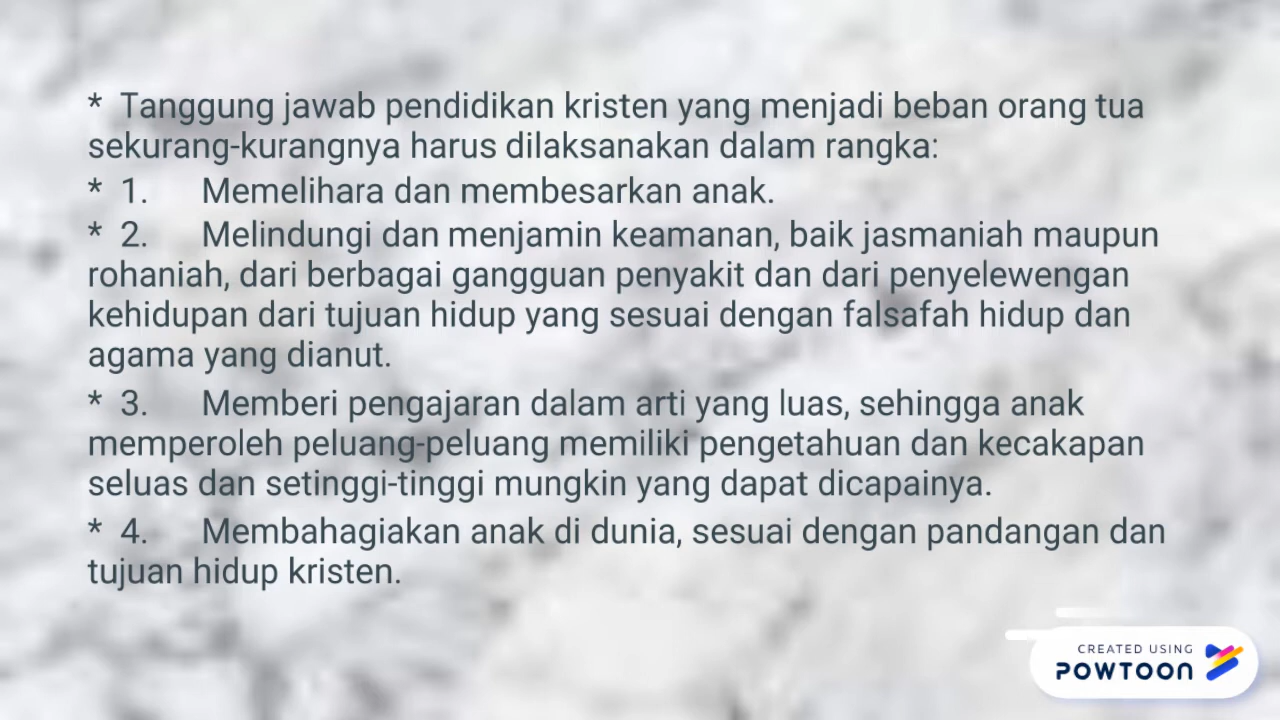 * Tanggung jawab pendidikan kristen yang menjadi beban orang tua
sekurang-kurangnya harus dilaksanakan dalam rangka:
* 1. Memelihara dan membesarkan anak.
* 2. Melindungi dan menjamin keamanan, baik jasmaniah maupun
rohaniah, dari berbagai gangguan penyakit dan dari penyelewengan
kehidupan dari tujuan hidup yang sesuai dengan falsafah hidup dan
agama yang dianut.
* 3. Memberi pengajaran dalam arti yang luas, sehingga anak
memperoleh peluang-peluang memiliki pengetahuan dan kecakapan
seluas dan setinggi-tinggi mungkin yang dapat dicapainya.
* 4. Membahagiakan anak di dunia, sesuai dengan pandangan dan
tujuan hidup kristen.
CREATED USING
POWTOON